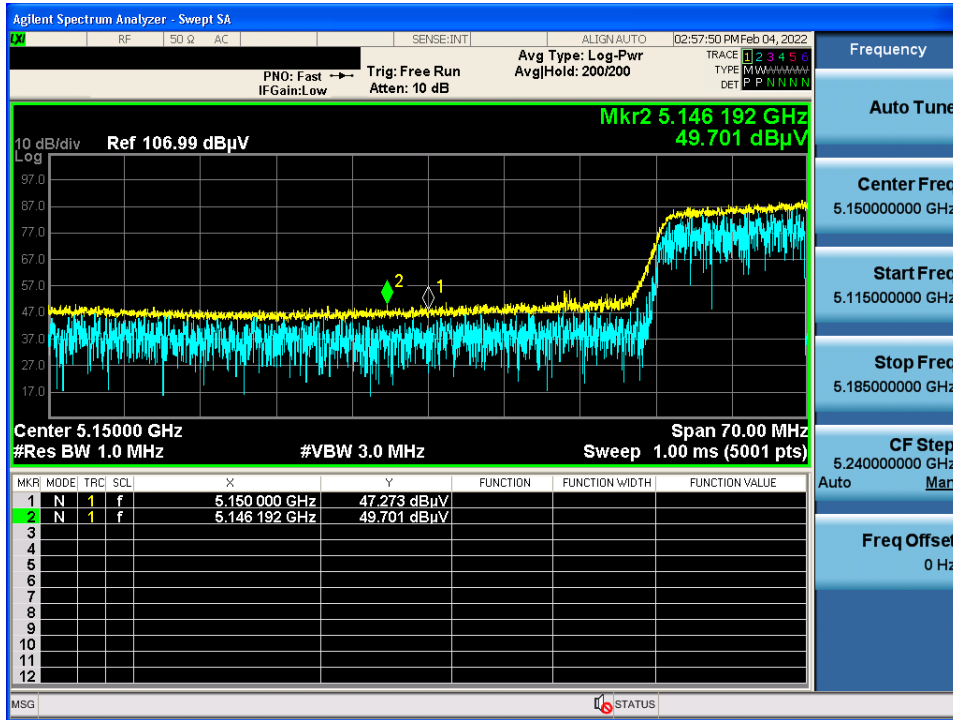 Agilent Spectrum Analyzer - Swept SA
LXI RF 50 Ω AC SENSE:INT ALIGN AUTO 02:57:50 PM Feb 04, 2022
PNO: Fast Trig: Free Run Avg Type: Log-Pwr TRACE 1 2 3 4 5 6
IFGain:Low Atten: 10 dB Avg|Hold: 200/200 TYPE M W W W W W
DET P P N N N N
Mkr2 5.146 192 GHz
49.701 dBµV
10 dB/div Ref 106.99 dBµV
Log
97.0
87.0
77.0
67.0
57.0
47.0
37.0
27.0
17.0
2
1
Center 5.15000 GHz Span 70.00 MHz
#Res BW 1.0 MHz #VBW 3.0 MHz Sweep 1.00 ms (5001 pts)
MKR MODE TRC SCL X Y FUNCTION FUNCTION WIDTH FUNCTION VALUE
1 N 1 f 5.150 000 GHz 47.273 dBµV
2 N 1 f 5.146 192 GHz 49.701 dBµV
3
4
5
6
7
8
9
10
11
12
MSG STATUS
Frequency
Auto Tune
Center Freq
5.150000000 GHz
Start Freq
5.115000000 GHz
Stop Freq
5.185000000 GHz
CF Step
5.240000000 GHz
Auto Man
Freq Offset
0 Hz